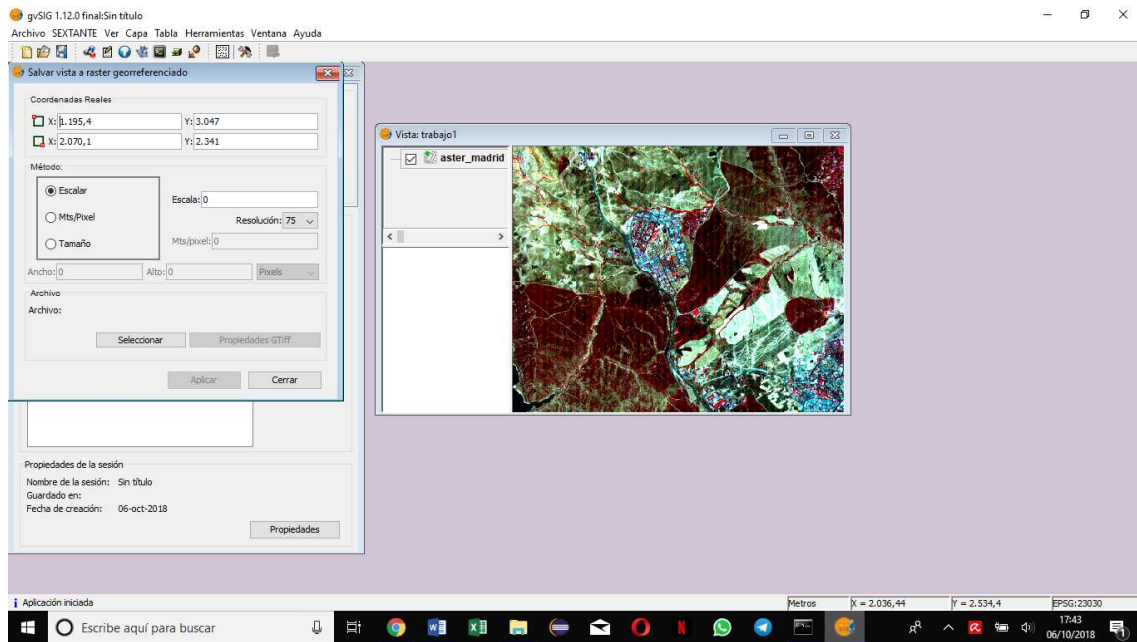 gvSIG 1.12.0 final:Sin título
Archivo SEXTANTE Ver Capa Tabla Herramientas Ventana Ayuda
Salvar vista a raster georreferenciado
Coordenadas Reales
X: 1.195,4 Y: 3.047
X: 2.070,1 Y: 2.341
Método:
Escalar
Mts/Pixel
Tamaño
Escala: 0
Resolución: 75
Mts/pixel: 0
Ancho: 0 Alto: 0 Pixels
Archivo
Archivo:
Seleccionar Propiedades GTiff
Aplicar Cerrar
Vista: trabajo1
aster_madrid
Propiedades de la sesión
Nombre de la sesión: Sin título
Guardado en:
Fecha de creación: 06-oct-2018
Propiedades
Aplicación iniciada Metros X = 2.036,44 Y = 2.534,4 EPSG:23030
Escribe aquí para buscar
17:43
06/10/2018